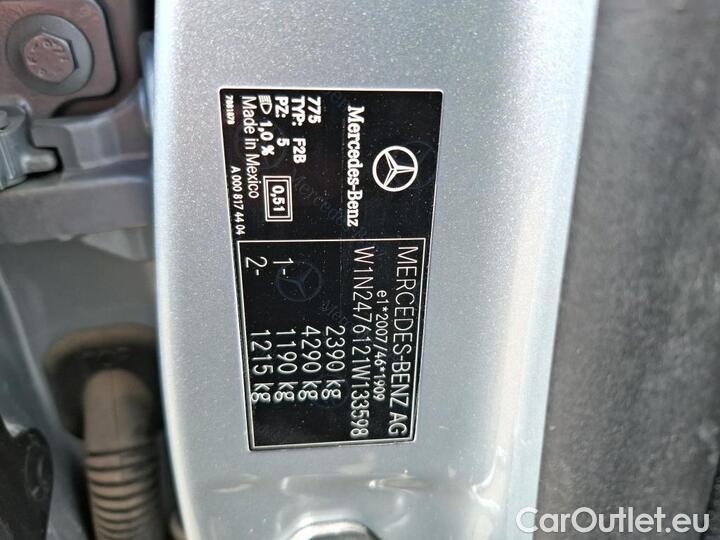 MERCEDES-BENZ AG
e1*2007/46*1909
W1N2476121W133598
2390 kg
4290 kg
1- 1190 kg
2- 1215 kg
Mercedes-Benz
775
TYP: F2B
PZ: 5
1,0 % 0,51
Made in Mexico
A 000 817 44 04
CarOutlet.eu